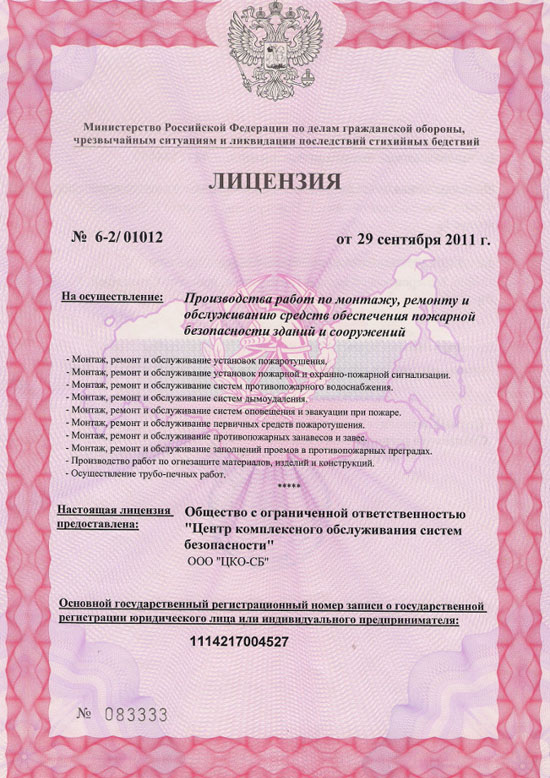 Министерство Российской Федерации по делам гражданской обороны,
чрезвычайным ситуациям и ликвидации последствий стихийных бедствий
ЛИЦЕНЗИЯ
№ 6-2/01012 от 29 сентября 2011 г.
На осуществление: Производства работ по монтажу, ремонту и
обслуживанию средств обеспечения пожарной
безопасности зданий и сооружений
- Монтаж, ремонт и обслуживание установок пожаротушения.
- Монтаж, ремонт и обслуживание установок пожарной и охранно-пожарной сигнализации.
- Монтаж, ремонт и обслуживание систем противопожарного водоснабжения.
- Монтаж, ремонт и обслуживание систем дымоудаления.
- Монтаж, ремонт и обслуживание систем оповещения и эвакуации при пожаре.
- Монтаж, ремонт и обслуживание первичных средств пожаротушения.
- Монтаж, ремонт и обслуживание противопожарных занавесов и завес.
- Монтаж, ремонт и обслуживание заполнений проемов в противопожарных преградах.
- Производство работ по огнезащите материалов, изделий и конструкций.
- Осуществление трубо-печных работ.
*****
Настоящая лицензия Общество с ограниченной ответственностью
предоставлена: "Центр комплексного обслуживания систем
безопасности"
ООО "ЦКО-СБ"
Основной государственный регистрационный номер записи о государственной
регистрации юридического лица или индивидуального предпринимателя:
1114217004527
№ 083333